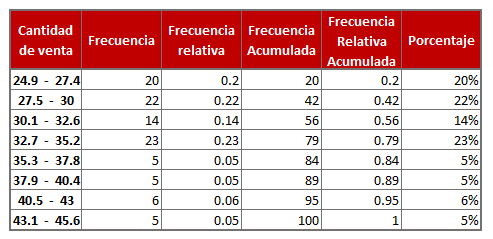 Cantidad de venta Frecuencia Frecuencia relativa Frecuencia Acumulada Frecuencia Relativa Acumulada Porcentaje
24.9 - 27.4 20 0.2 20 0.2 20%
27.5 - 30 22 0.22 42 0.42 22%
30.1 - 32.6 14 0.14 56 0.56 14%
32.7 - 35.2 23 0.23 79 0.79 23%
35.3 - 37.8 5 0.05 84 0.84 5%
37.9 - 40.4 5 0.05 89 0.89 5%
40.5 - 43 6 0.06 95 0.95 6%
43.1 - 45.6 5 0.05 100 1 5%